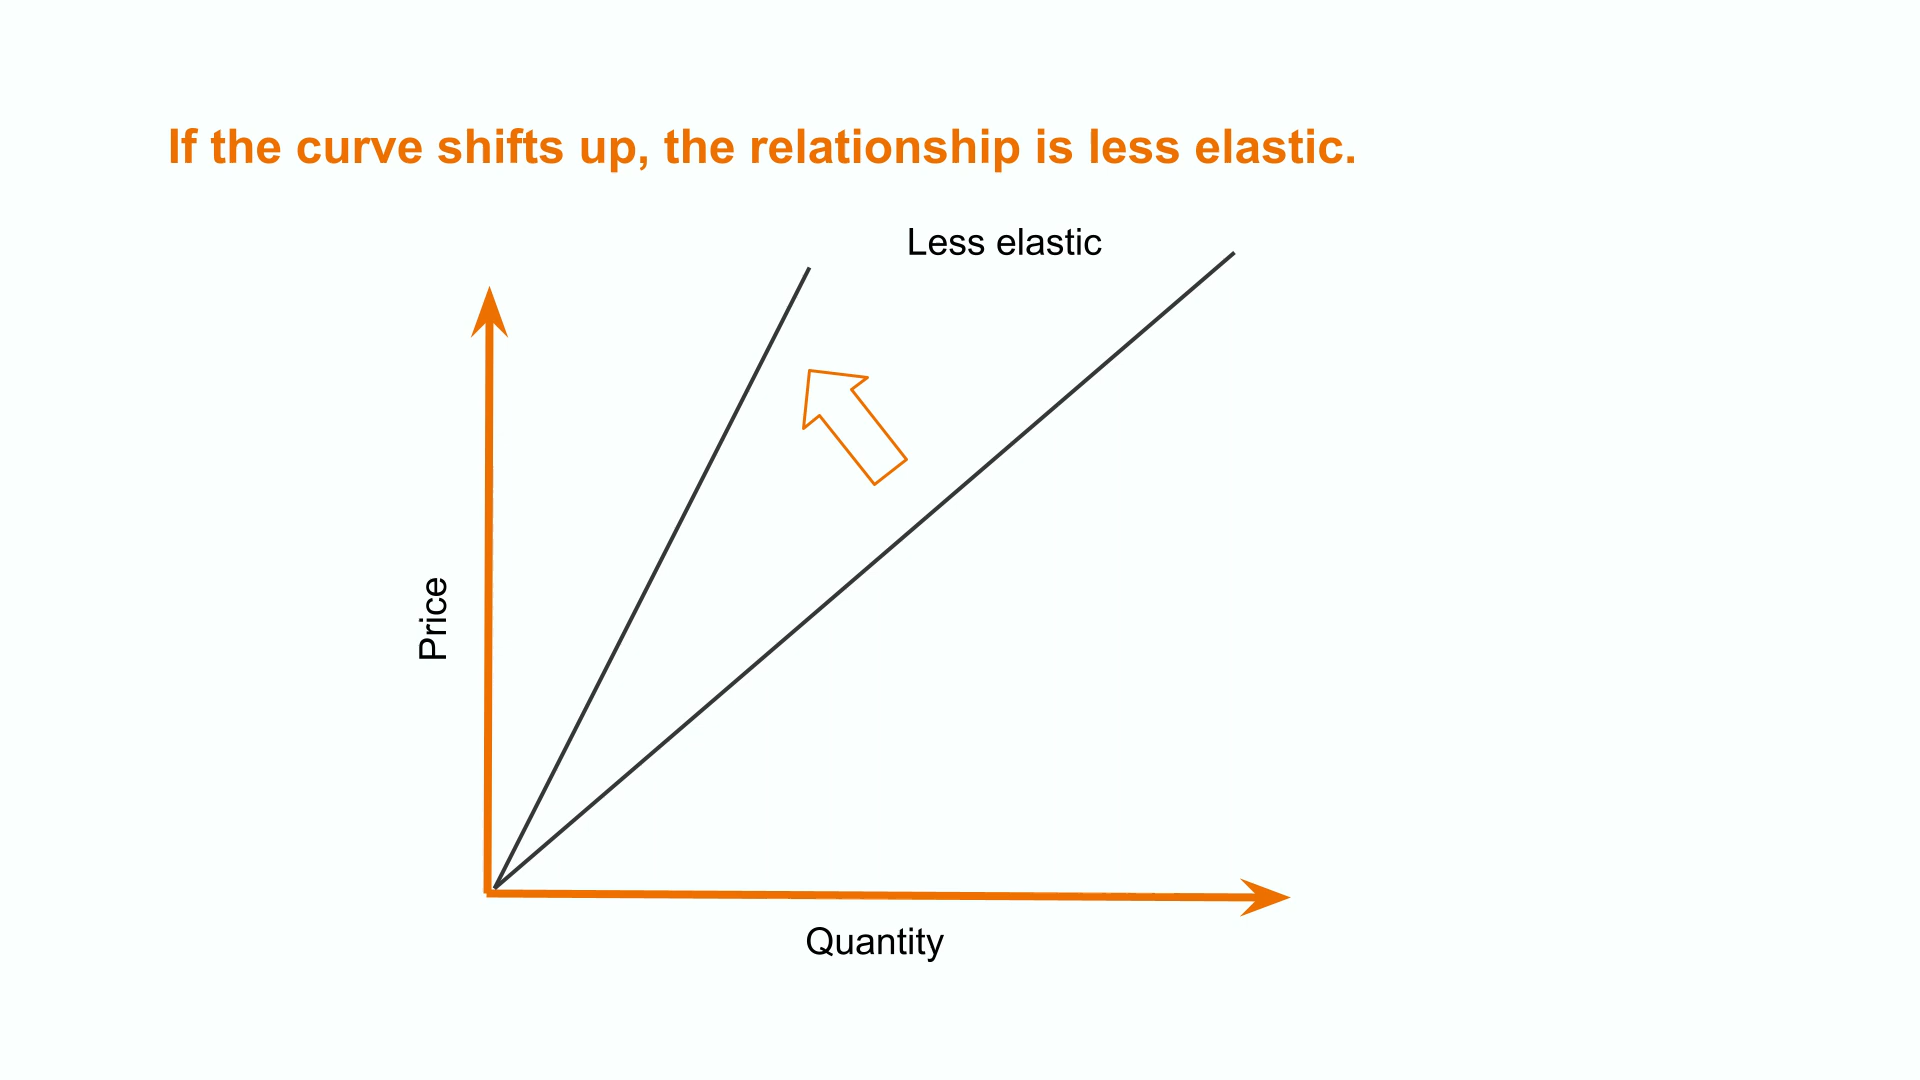 If the curve shifts up, the relationship is less elastic.
Less elastic
Price
Quantity